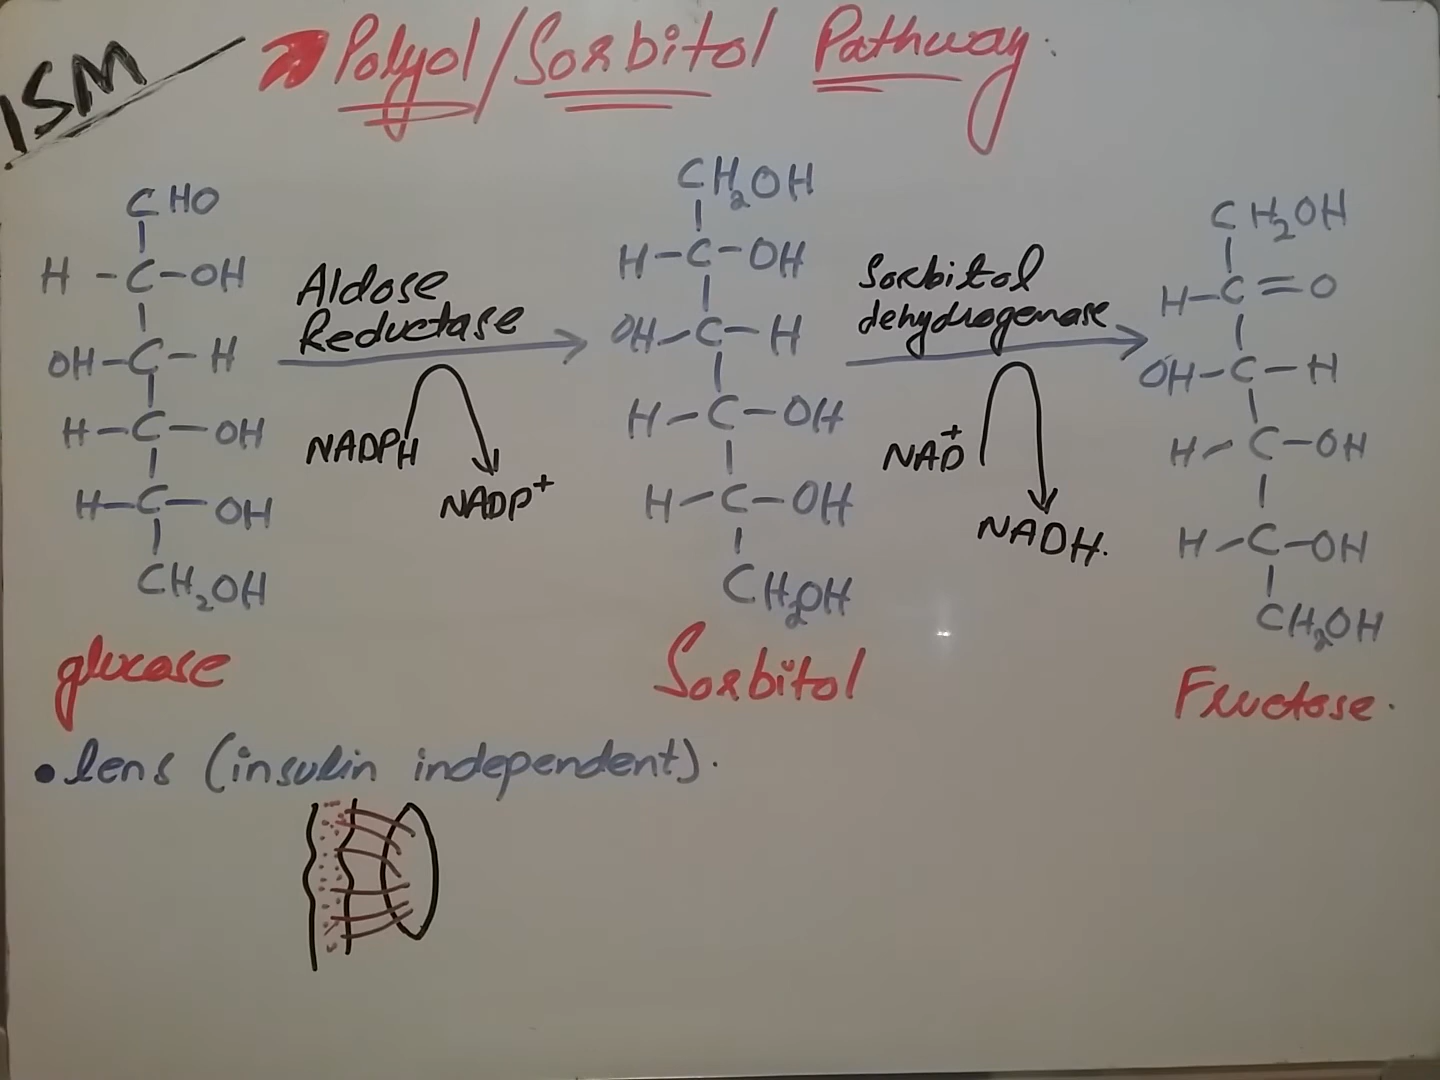 ISM
Polyol/Sorbitol Pathway.
CHO
H-C-OH
OH-C-H
H-C-OH
H-C-OH
CH2OH
glucose
Aldose
Reductase
NADPH
NADP+
CH2OH
H-C-OH
OH-C-H
H-C-OH
H-C-OH
CH2OH
Sorbitol
Sorbitol
dehydrogenase
NAD+
NADH.
CH2OH
H-C=O
OH-C-H
H-C-OH
H-C-OH
CH2OH
Fructose.
• lens (insulin independent).